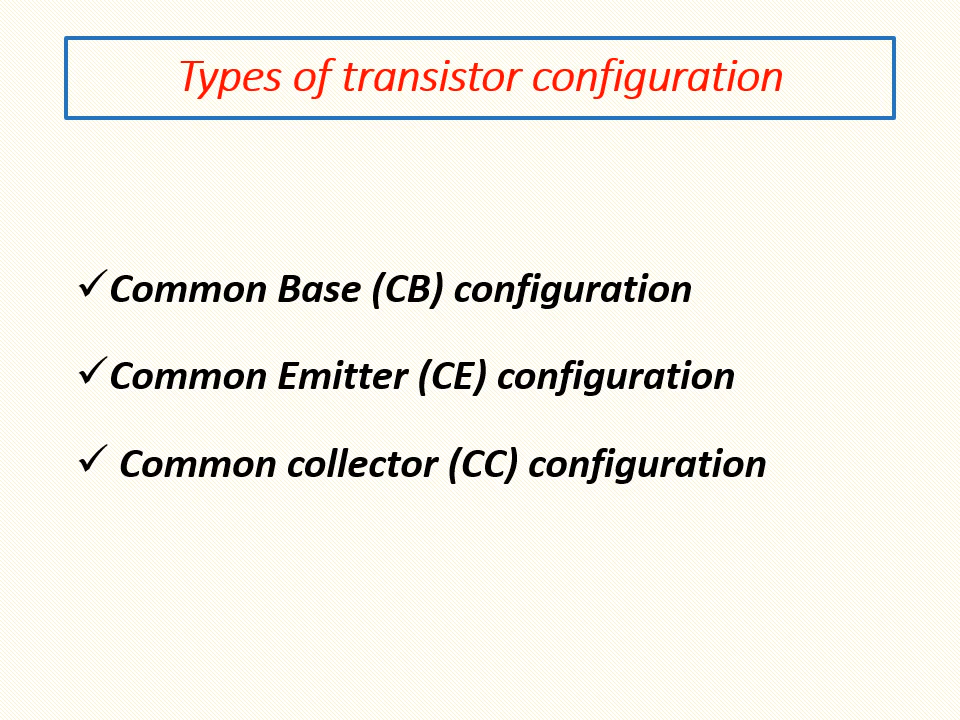 Types of transistor configuration
✓Common Base (CB) configuration
✓Common Emitter (CE) configuration
✓ Common collector (CC) configuration